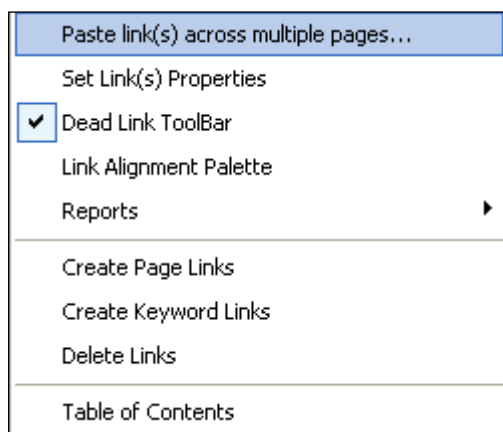 Paste link(s) across multiple pages...
Set Link(s) Properties
Dead Link ToolBar
Link Alignment Palette
Reports
Create Page Links
Create Keyword Links
Delete Links
Table of Contents